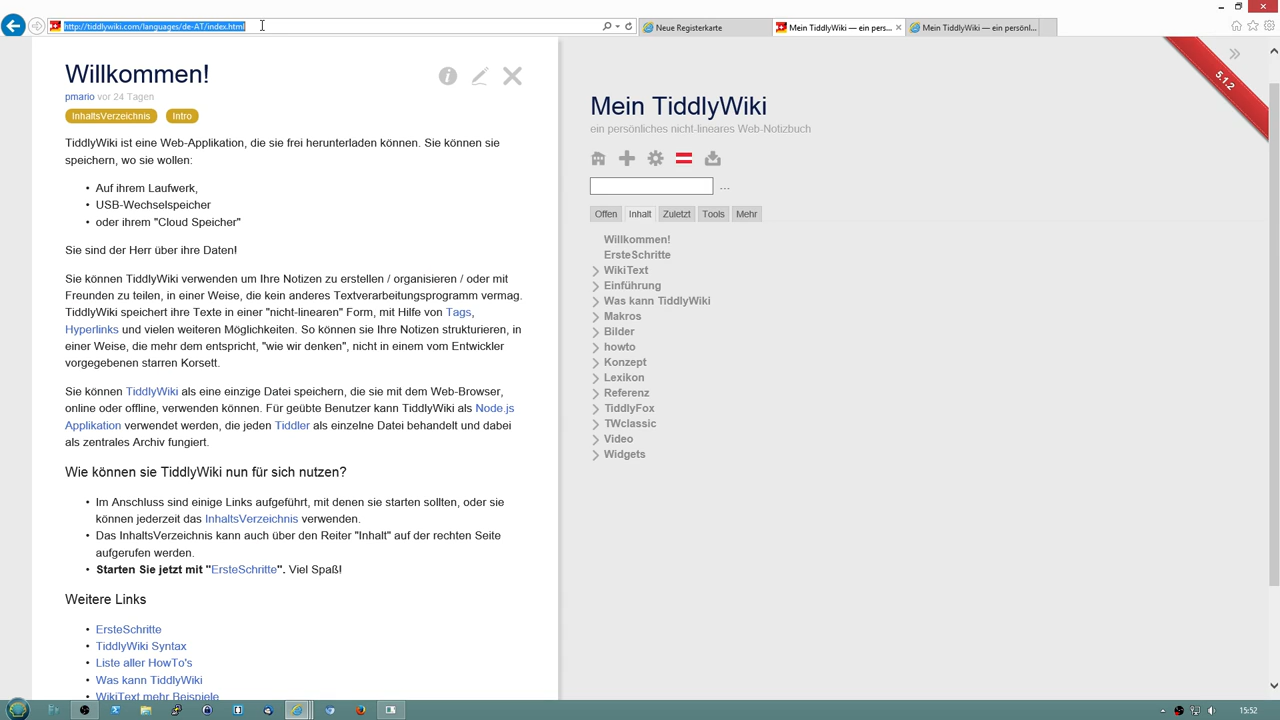 http://tiddlywiki.com/languages/de-AT/index.html
Neue Registerkarte
Mein TiddlyWiki — ein pers...
Mein TiddlyWiki — ein persönl...
Willkommen!
pmario vor 24 Tagen
InhaltsVerzeichnis Intro
TiddlyWiki ist eine Web-Applikation, die sie frei herunterladen können. Sie können sie
speichern, wo sie wollen:
• Auf ihrem Laufwerk,
• USB-Wechselspeicher
• oder ihrem "Cloud Speicher"
Sie sind der Herr über ihre Daten!
Sie können TiddlyWiki verwenden um Ihre Notizen zu erstellen / organisieren / oder mit
Freunden zu teilen, in einer Weise, die kein anderes Textverarbeitungsprogramm vermag.
TiddlyWiki speichert ihre Texte in einer "nicht-linearen" Form, mit Hilfe von Tags,
Hyperlinks und vielen weiteren Möglichkeiten. So können sie Ihre Notizen strukturieren, in
einer Weise, die mehr dem entspricht, "wie wir denken", nicht in einem vom Entwickler
vorgegebenen starren Korsett.
Sie können TiddlyWiki als eine einzige Datei speichern, die sie mit dem Web-Browser,
online oder offline, verwenden können. Für geübte Benutzer kann TiddlyWiki als Node.js
Applikation verwendet werden, die jeden Tiddler als einzelne Datei behandelt und dabei
als zentrales Archiv fungiert.
Wie können sie TiddlyWiki nun für sich nutzen?
• Im Anschluss sind einige Links aufgeführt, mit denen sie starten sollten, oder sie
können jederzeit das InhaltsVerzeichnis verwenden.
• Das InhaltsVerzeichnis kann auch über den Reiter "Inhalt" auf der rechten Seite
aufgerufen werden.
• Starten Sie jetzt mit "ErsteSchritte". Viel Spaß!
Weitere Links
• ErsteSchritte
• TiddlyWiki Syntax
• Liste aller HowTo's
• Was kann TiddlyWiki
• WikiText mehr Beispiele
5.1.2
Mein TiddlyWiki
ein persönliches nicht-lineares Web-Notizbuch
...
Offen Inhalt Zuletzt Tools Mehr
Willkommen!
ErsteSchritte
WikiText
Einführung
Was kann TiddlyWiki
Makros
Bilder
howto
Konzept
Lexikon
Referenz
TiddlyFox
TWclassic
Video
Widgets
15:52